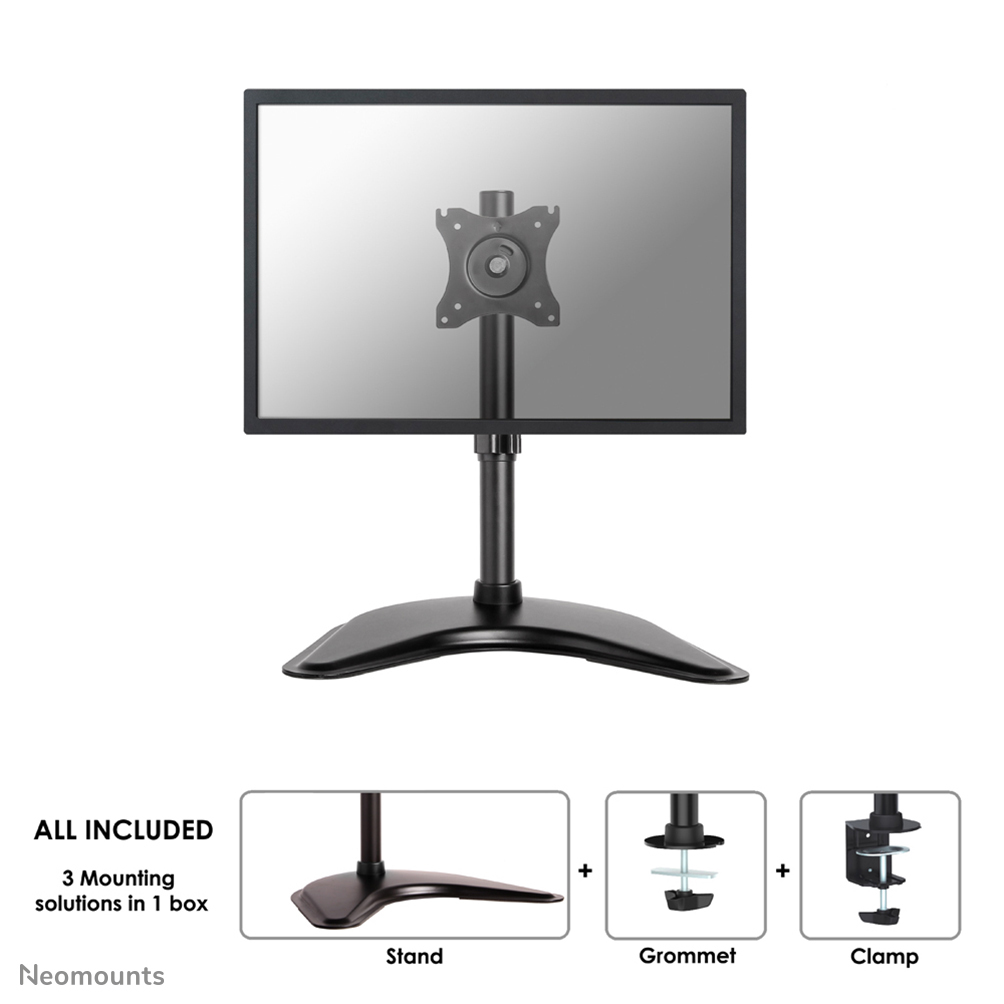 ALL INCLUDED
3 Mounting
solutions in 1 box
+
+
Stand
Grommet
Clamp
Neomounts